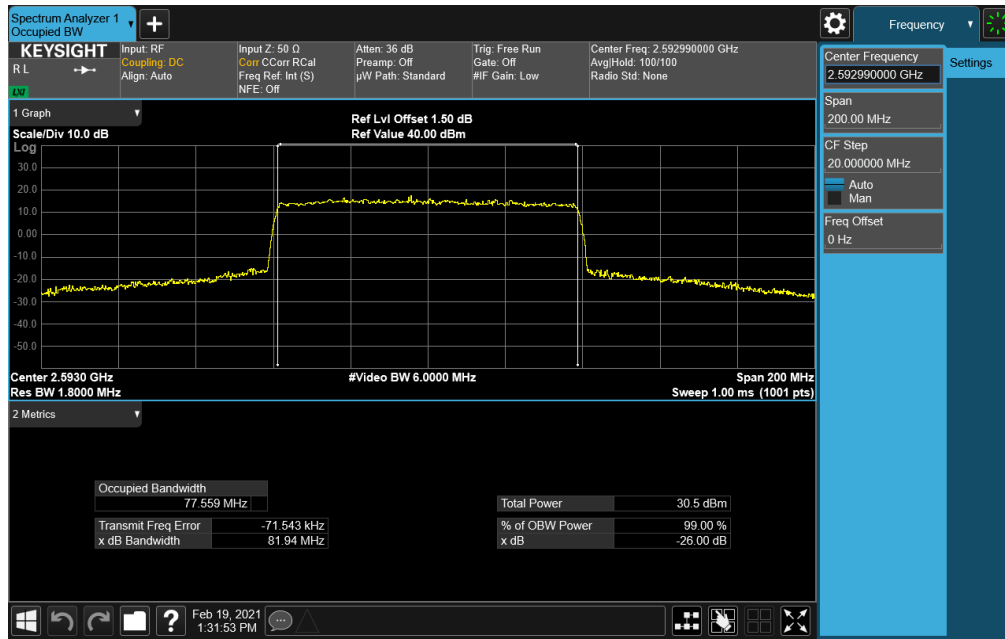 Spectrum Analyzer 1
Occupied BW
+
Frequency
KEYSIGHT
R L
LXI
Input: RF
Coupling: DC
Align: Auto
Input Z: 50 Ω
Corr CCorr RCal
Freq Ref: Int (S)
NFE: Off
Atten: 36 dB
Preamp: Off
µW Path: Standard
Trig: Free Run
Gate: Off
#IF Gain: Low
Center Freq: 2.592990000 GHz
Avg|Hold: 100/100
Radio Std: None
Center Frequency
2.592990000 GHz
Settings
Span
200.00 MHz
CF Step
20.000000 MHz
Auto
Man
Freq Offset
0 Hz
1 Graph
Scale/Div 10.0 dB
Ref Lvl Offset 1.50 dB
Ref Value 40.00 dBm
Log
30.0
20.0
10.0
0.00
-10.0
-20.0
-30.0
-40.0
-50.0
Center 2.5930 GHz
Res BW 1.8000 MHz
#Video BW 6.0000 MHz
Span 200 MHz
Sweep 1.00 ms (1001 pts)
2 Metrics
Occupied Bandwidth
77.559 MHz
Transmit Freq Error -71.543 kHz
x dB Bandwidth 81.94 MHz
Total Power 30.5 dBm
% of OBW Power 99.00 %
x dB -26.00 dB
?
Feb 19, 2021
1:31:53 PM